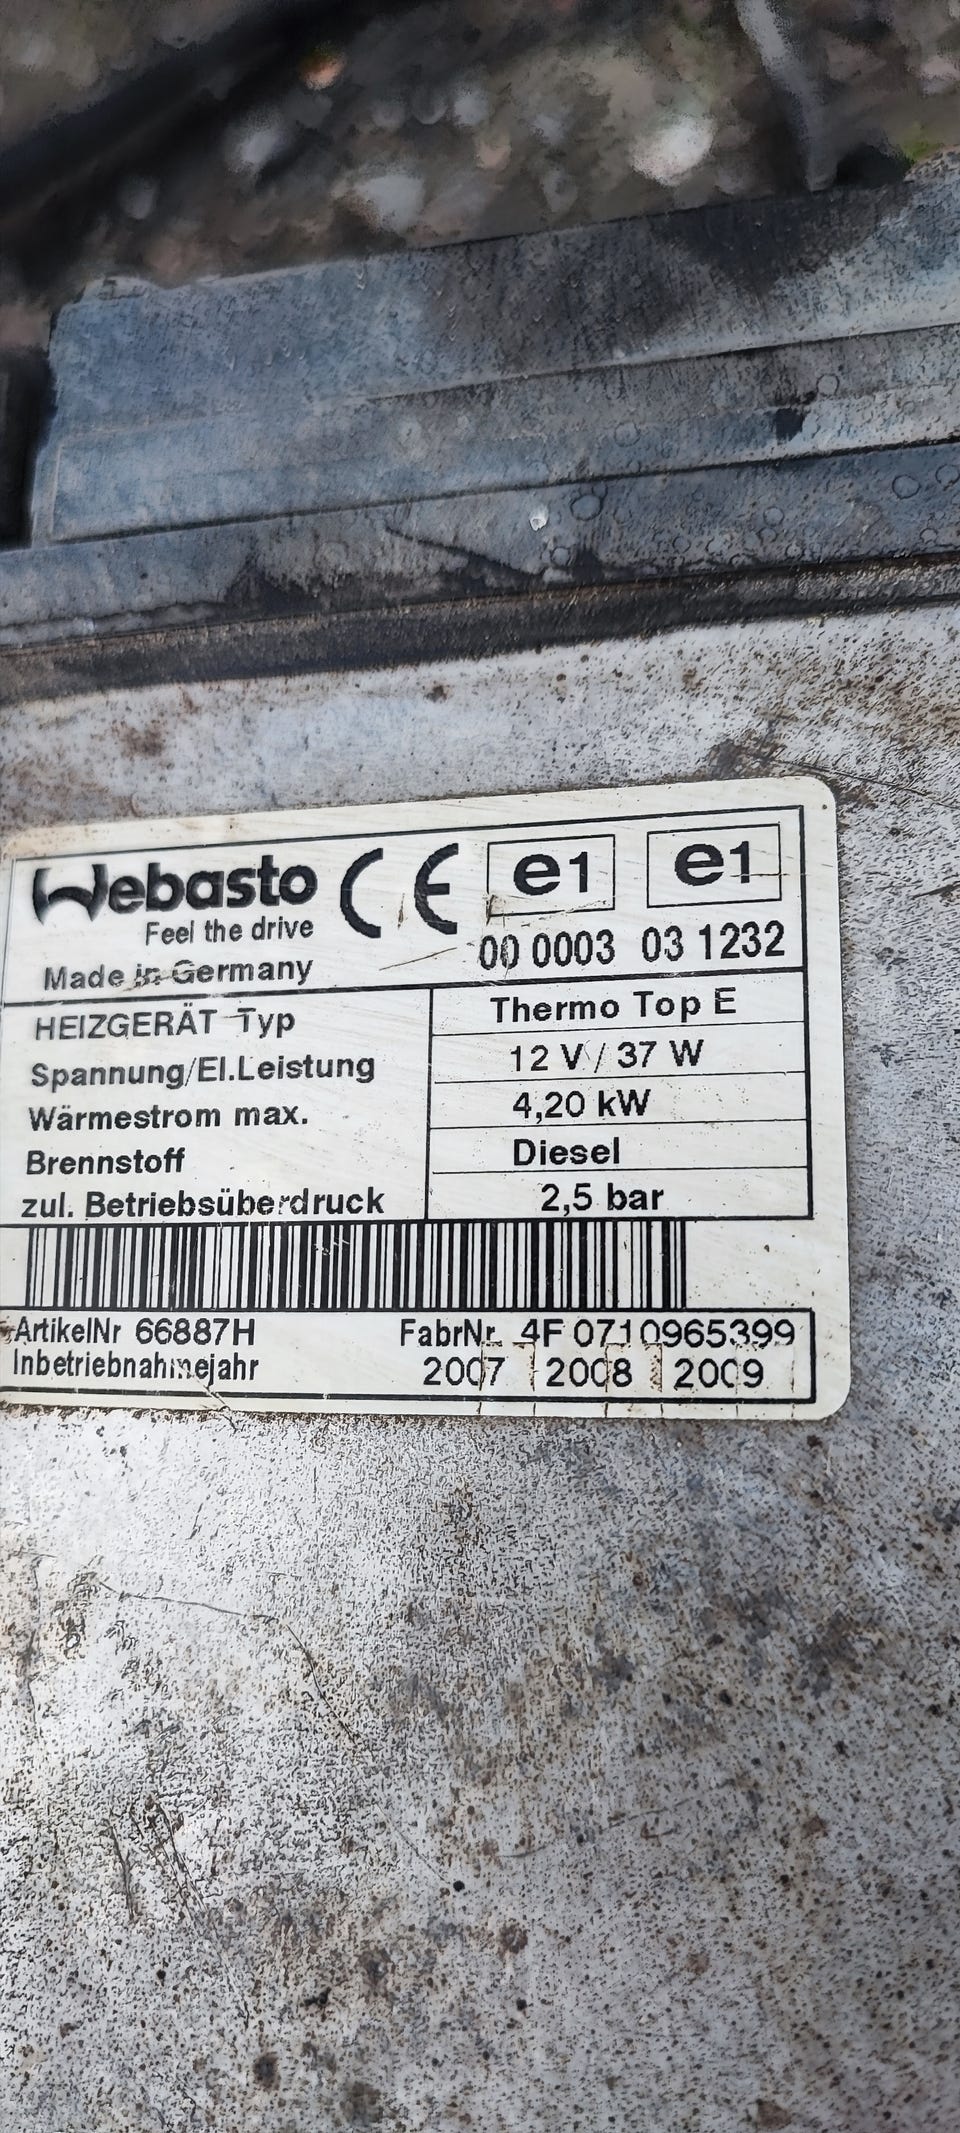 Webasto CE e1 e1
Feel the drive
00 0003 03 1232
Made in Germany
HEIZGERÄT Typ Thermo Top E
Spannung/El.Leistung 12 V / 37 W
Wärmestrom max. 4,20 kW
Brennstoff Diesel
zul. Betriebsüberdruck 2,5 bar
ArtikelNr 66887H FabrNr. 4F 0710965399
Inbetriebnahmejahr 2007 2008 2009